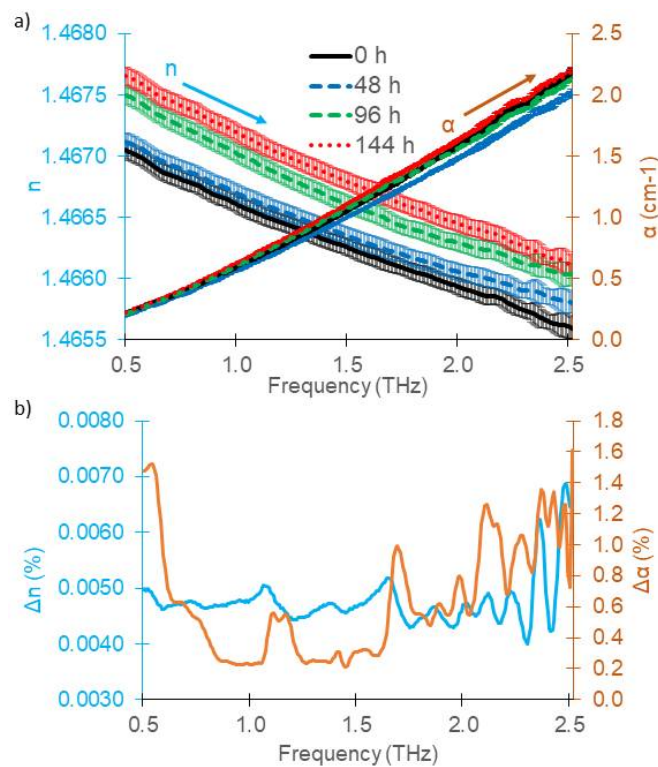 a)
1.4680
1.4675
1.4670
1.4665
1.4660
1.4655
n
2.5
2.0
1.5
1.0
0.5
0.0
α (cm-1)
n
α
0 h
48 h
96 h
144 h
0.5 1.0 1.5 2.0 2.5
Frequency (THz)
b)
0.0080
0.0070
0.0060
0.0050
0.0040
0.0030
Δn (%)
1.8
1.6
1.4
1.2
1.0
0.8
0.6
0.4
0.2
0.0
Δα (%)
0.5 1.0 1.5 2.0 2.5
Frequency (THz)